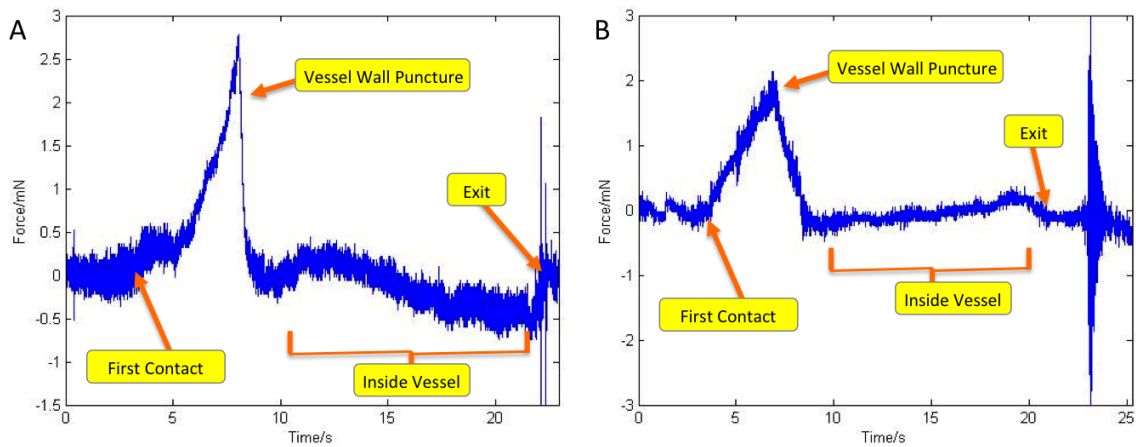 A
3
2.5
2
1.5
1
0.5
0
-0.5
-1
-1.5
Force/mN
0 5 10 15 20
Time/s
Vessel Wall Puncture
Exit
First Contact
Inside Vessel
B
3
2
1
0
-1
-2
-3
Force/mN
0 5 10 15 20 25
Time/s
Vessel Wall Puncture
Exit
First Contact
Inside Vessel